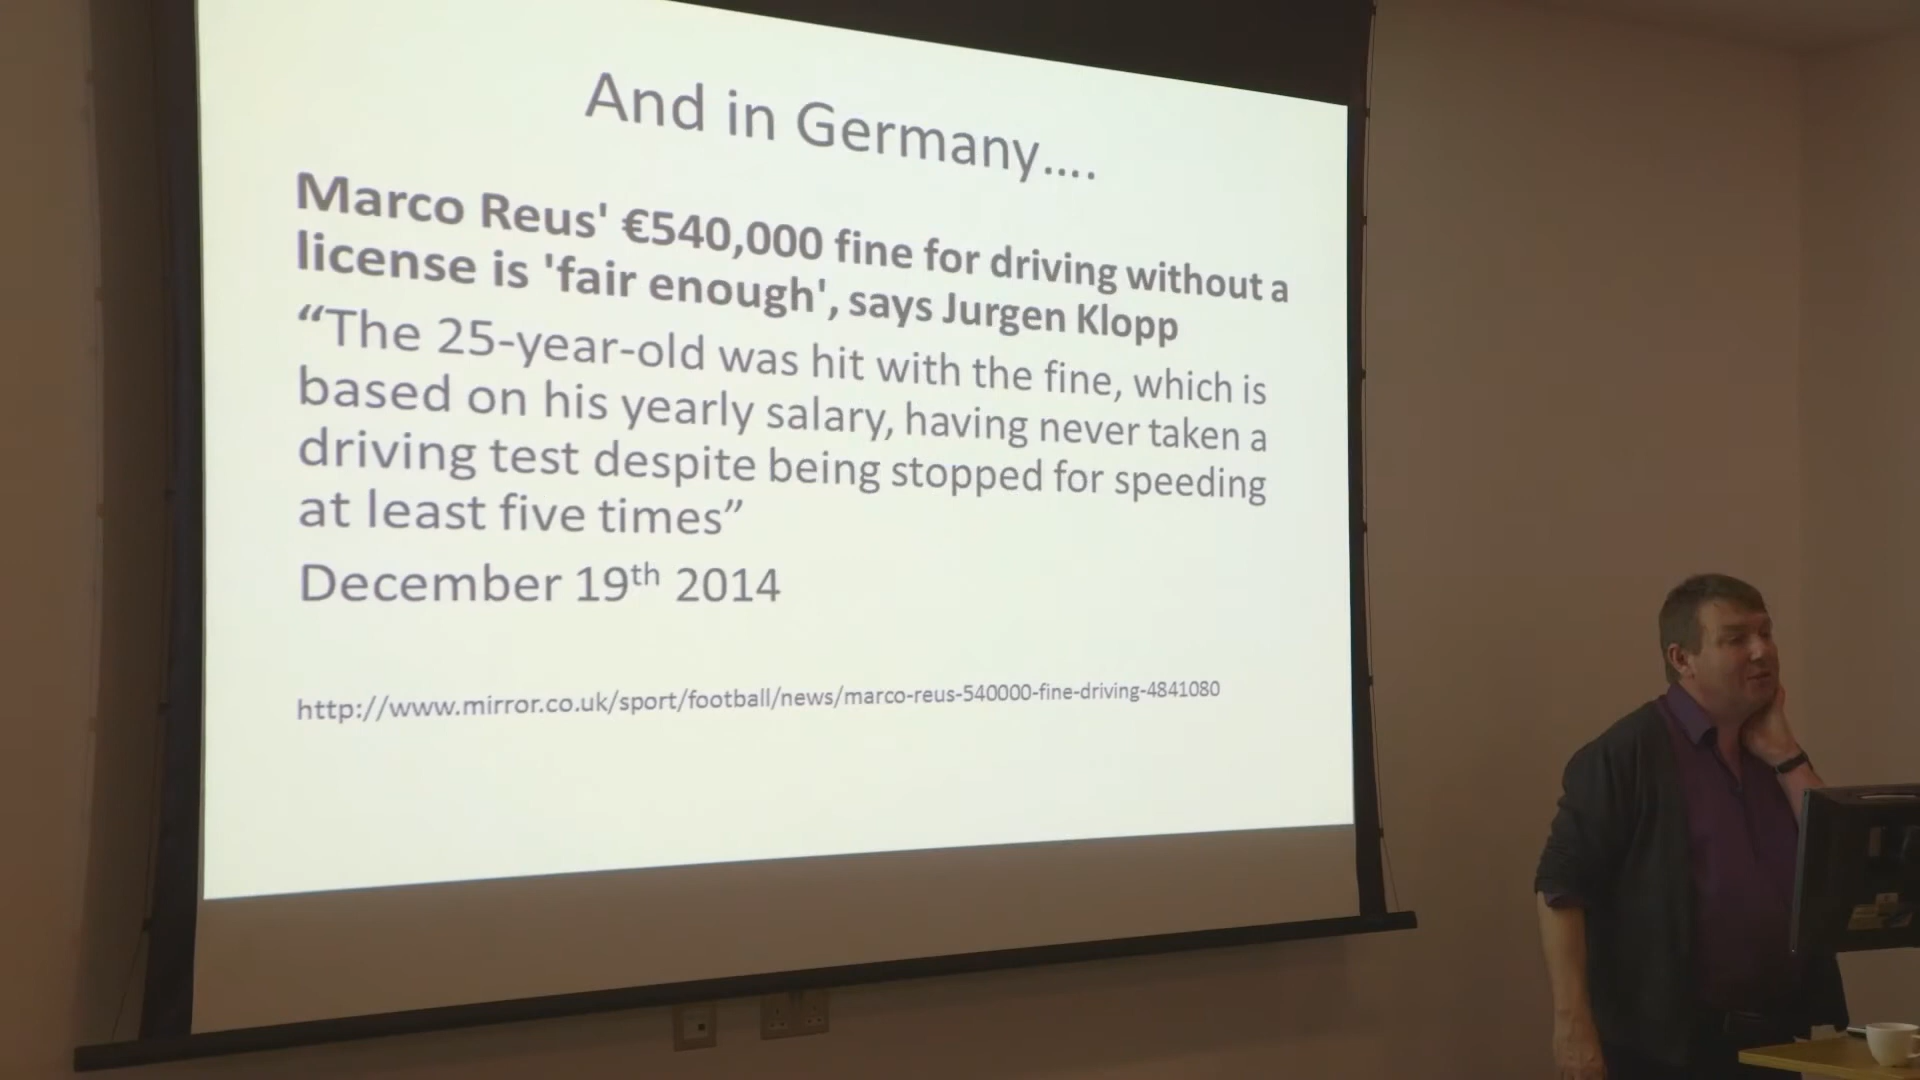 And in Germany....
Marco Reus' €540,000 fine for driving without a
license is 'fair enough', says Jurgen Klopp
“The 25-year-old was hit with the fine, which is
based on his yearly salary, having never taken a
driving test despite being stopped for speeding
at least five times”
December 19th 2014
http://www.mirror.co.uk/sport/football/news/marco-reus-540000-fine-driving-4841080